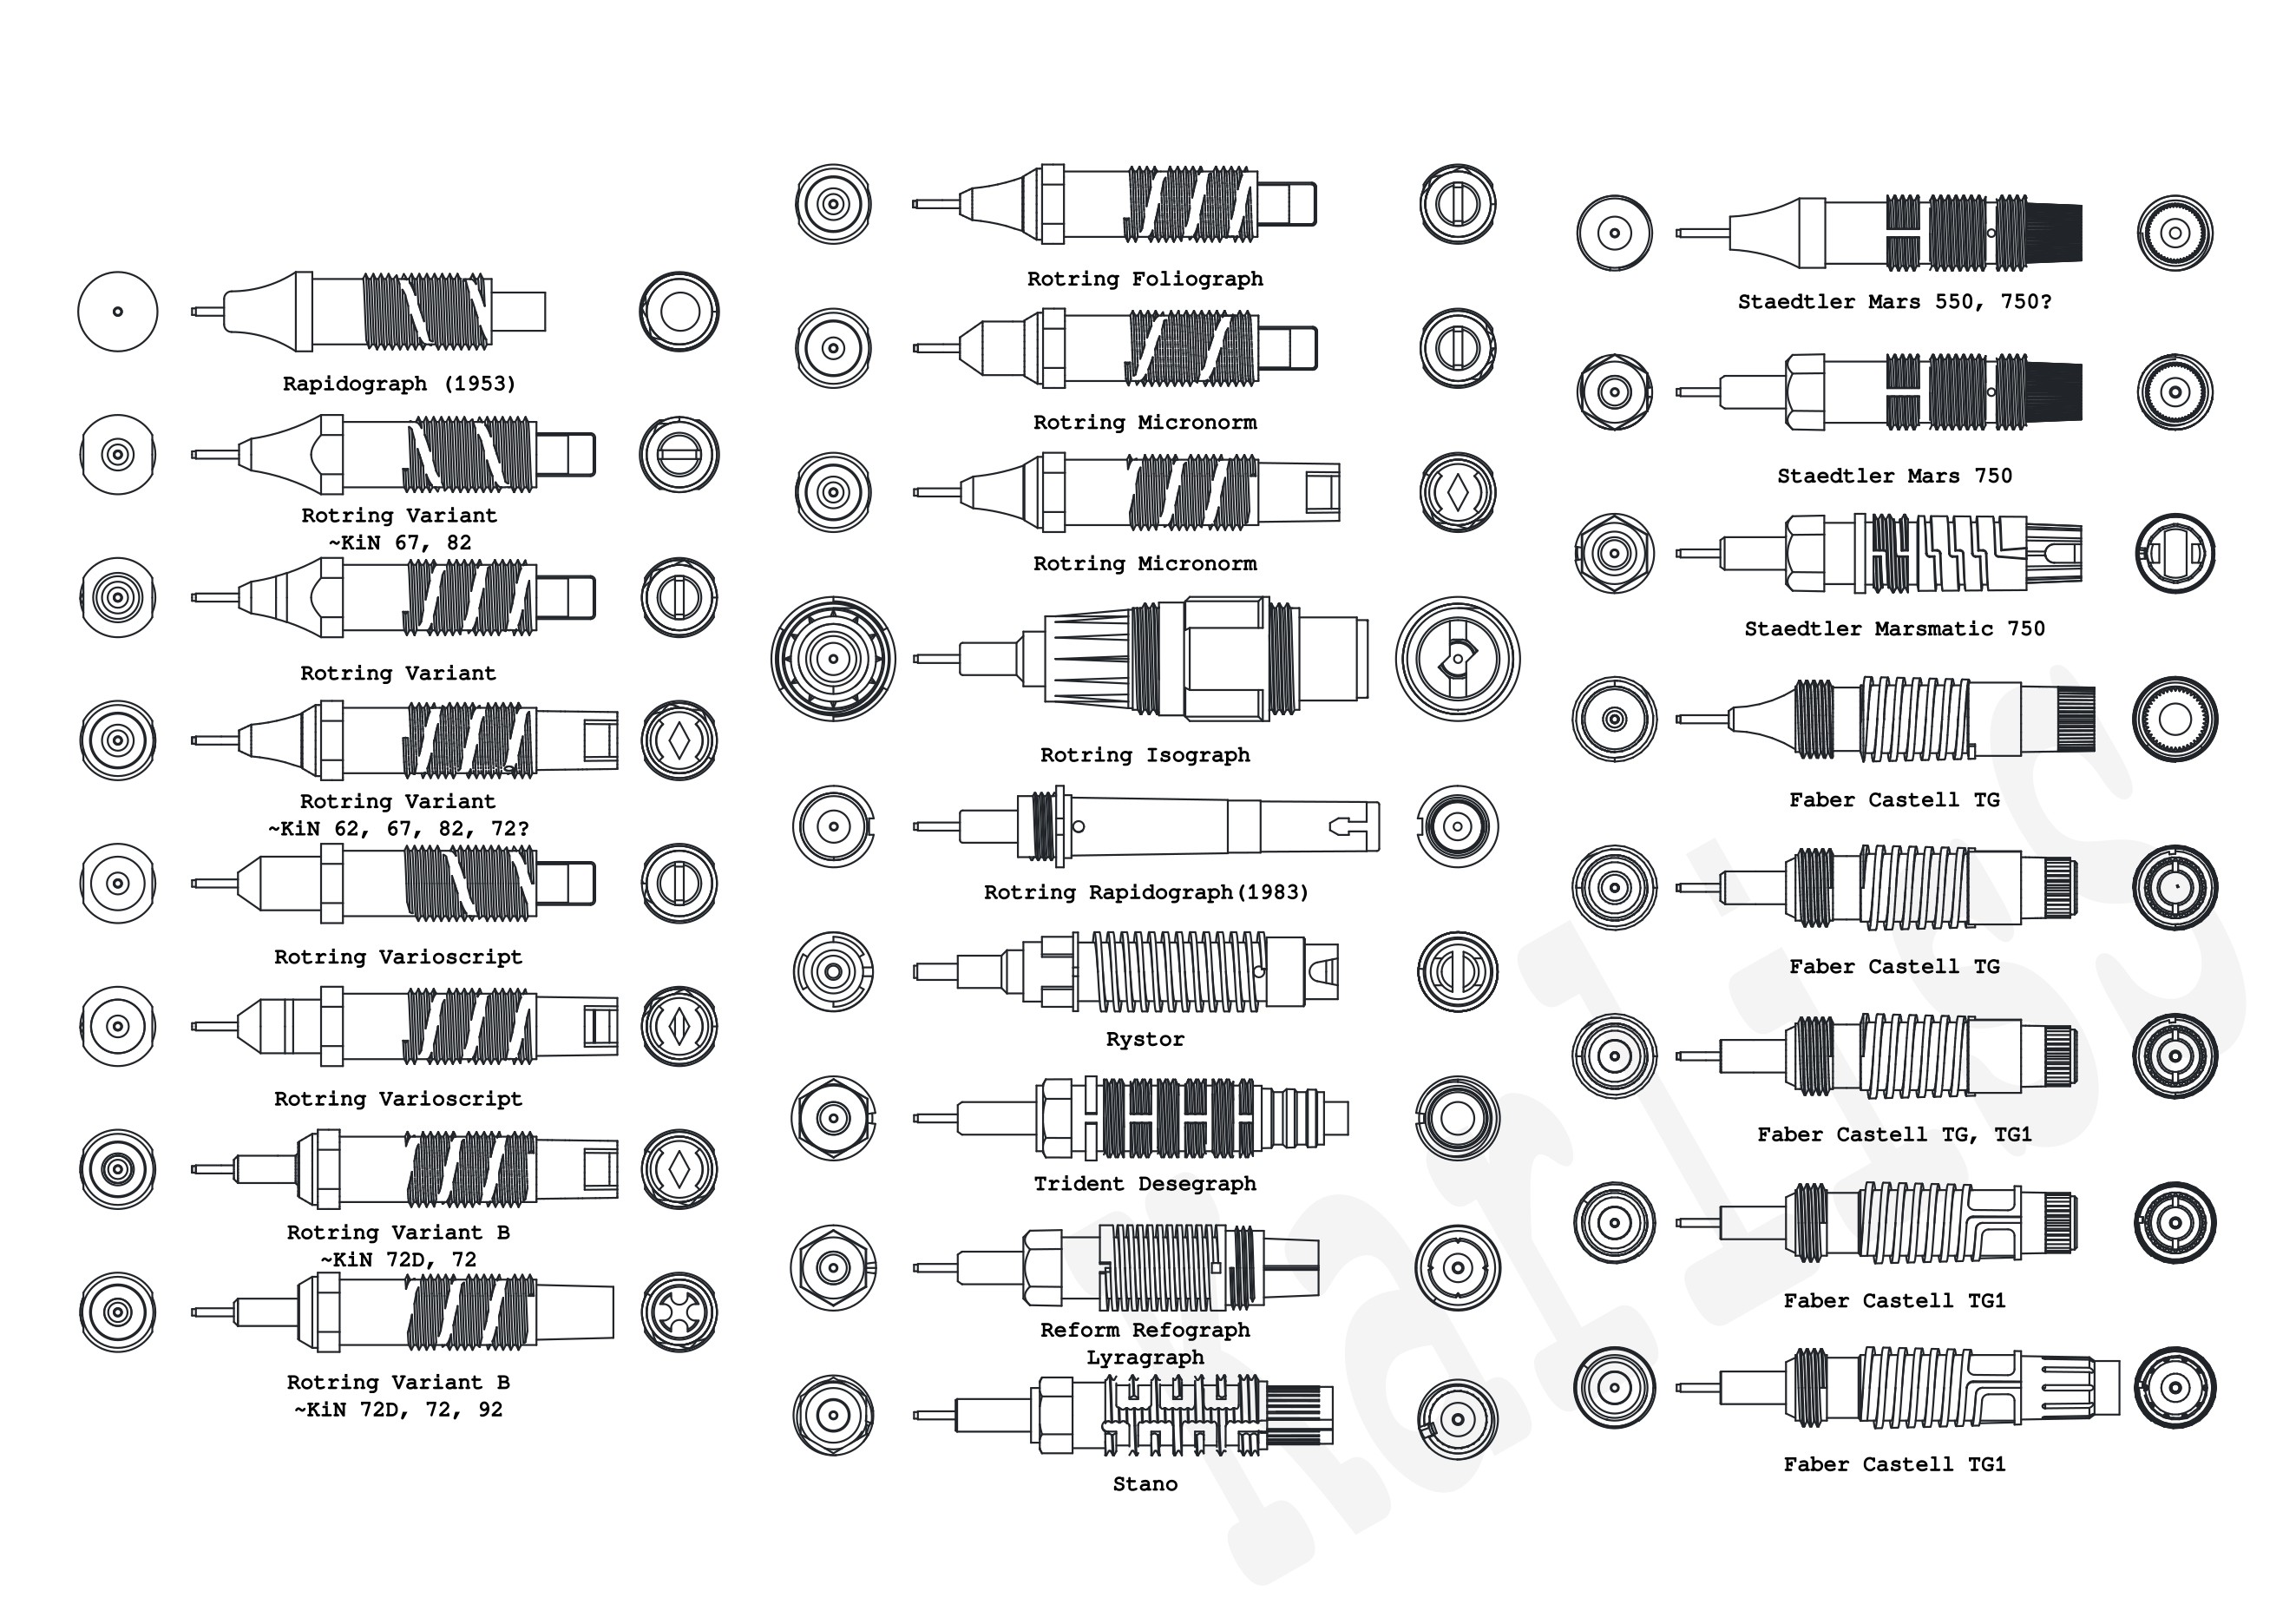 Rapidograph (1953)
Rotring Variant
~KiN 67, 82
Rotring Variant
Rotring Variant
~KiN 62, 67, 82, 72?
Rotring Varioscript
Rotring Varioscript
Rotring Variant B
~KiN 72D, 72
Rotring Variant B
~KiN 72D, 72, 92
Rotring Foliograph
Rotring Micronorm
Rotring Micronorm
Rotring Isograph
Rotring Rapidograph(1983)
Rystor
Trident Desegraph
Reform Refograph
Lyragraph
Stano
Staedtler Mars 550, 750?
Staedtler Mars 750
Staedtler Marsmatic 750
Faber Castell TG
Faber Castell TG
Faber Castell TG, TG1
Faber Castell TG1
Faber Castell TG1
Karliss